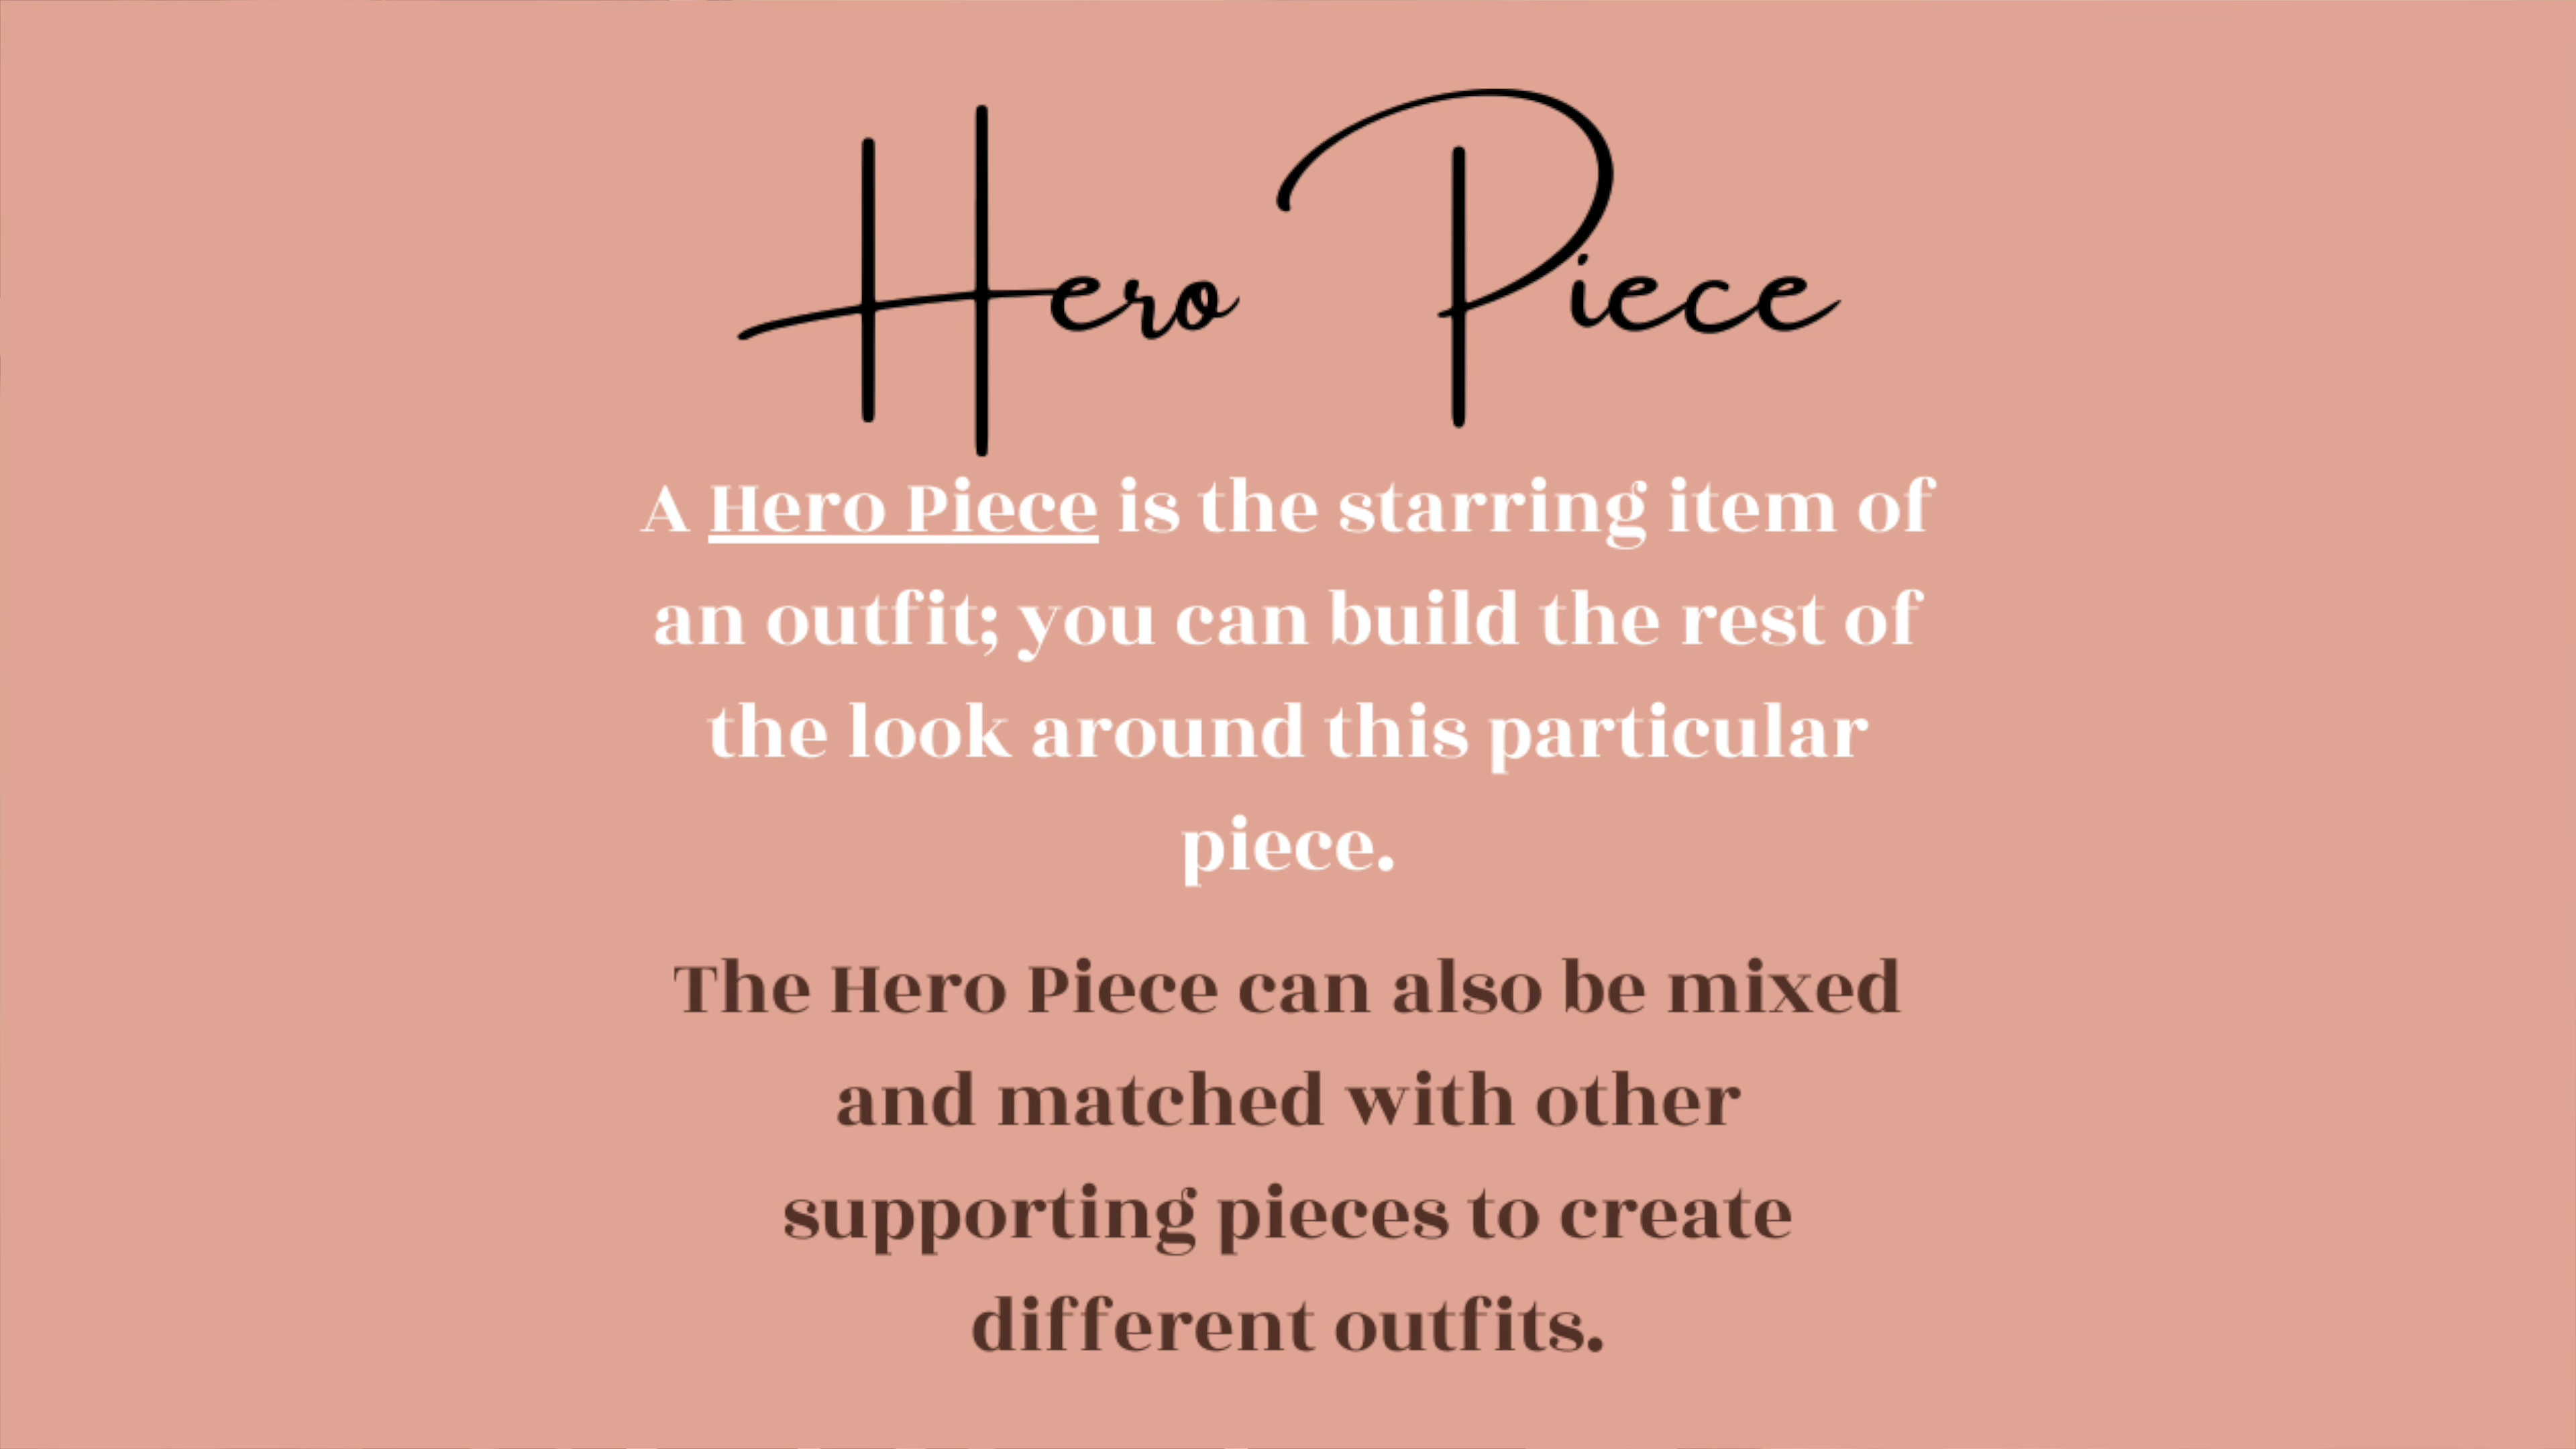 Hero Piece
A Hero Piece is the starring item of
an outfit; you can build the rest of
the look around this particular
piece.
The Hero Piece can also be mixed
and matched with other
supporting pieces to create
different outfits.